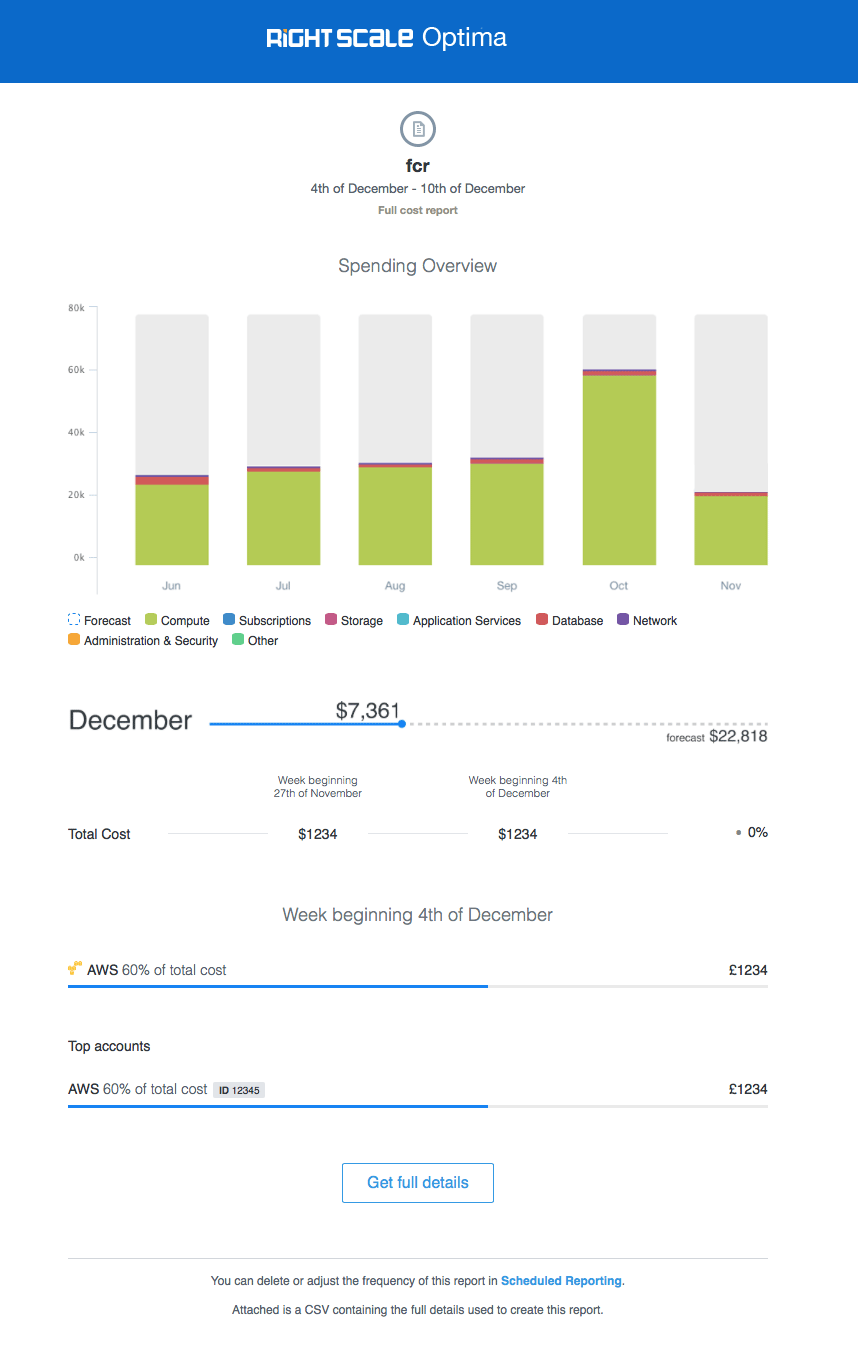 RIGHTSCALE Optima
fcr
4th of December - 10th of December
Full cost report
Spending Overview
80k
60k
40k
20k
0k
Jun Jul Aug Sep Oct Nov
Forecast Compute Subscriptions Storage Application Services Database Network
Administration & Security Other
December $7,361
forecast $22,818
Week beginning 27th of November
Week beginning 4th of December
Total Cost $1234 $1234 0%
Week beginning 4th of December
AWS 60% of total cost £1234
Top accounts
AWS 60% of total cost ID 12345 £1234
Get full details
You can delete or adjust the frequency of this report in Scheduled Reporting.
Attached is a CSV containing the full details used to create this report.